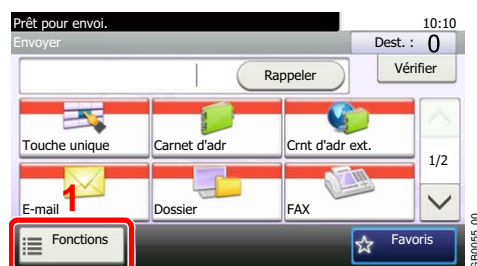 Prêt pour envoi. 10:10
Envoyer Dest. : 0
Rappeler Vérifier
Touche unique Carnet d'adr Crnt d'adr ext.
1/2
E-mail 1 Dossier FAX
Fonctions Favoris